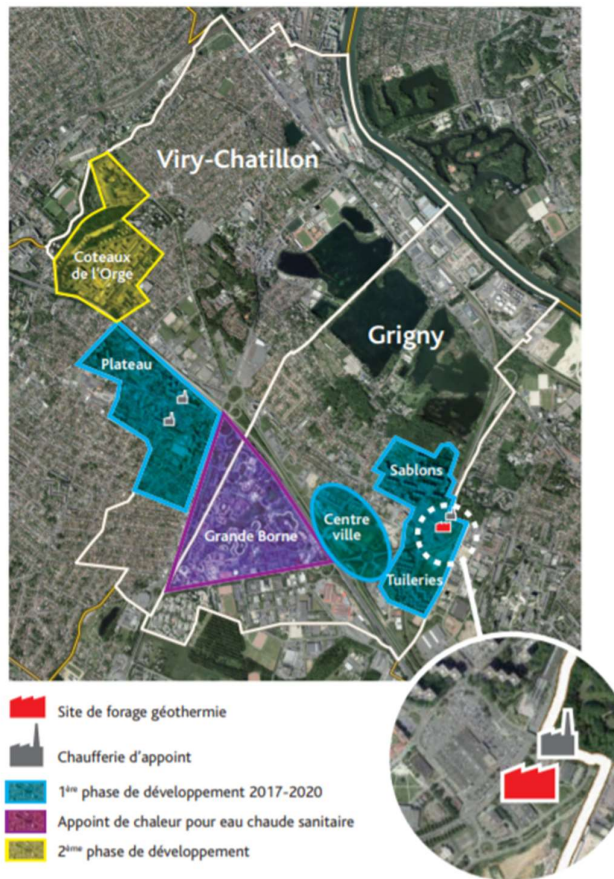 Viry-Chatillon
Coteaux
de l'Orge
Grigny
Plateau
Sablons
Centre
ville
Grande Borne
Tuileries
Site de forage géothermie
Chaufferie d'appoint
1ère phase de développement 2017-2020
Appoint de chaleur pour eau chaude sanitaire
2ème phase de développement